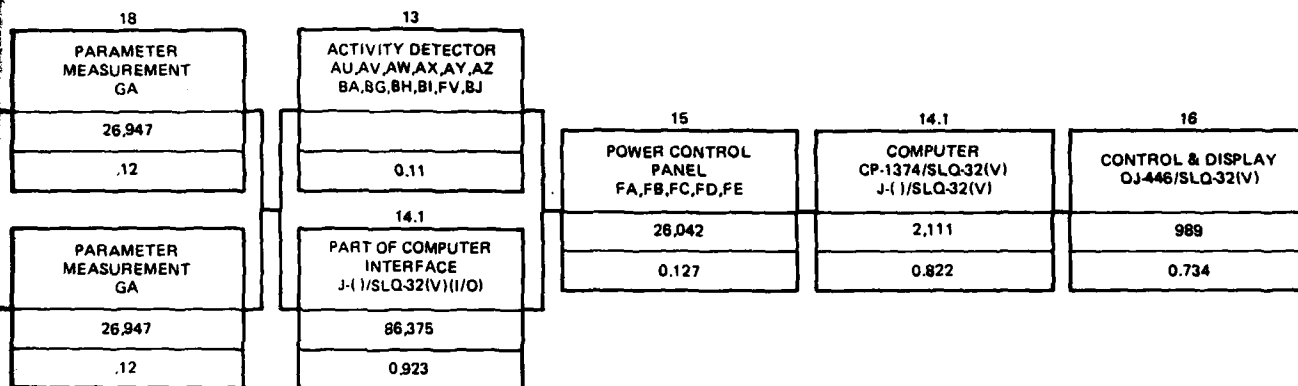 18
PARAMETER
MEASUREMENT
GA
26,947
.12
PARAMETER
MEASUREMENT
GA
26,947
.12
13
ACTIVITY DETECTOR
AU,AV,AW,AX,AY,AZ
BA,BG,BH,BI,FV,BJ
0.11
14.1
PART OF COMPUTER
INTERFACE
J-( )/SLQ-32(V)(I/O)
86,375
0.923
15
POWER CONTROL
PANEL
FA,FB,FC,FD,FE
26,042
0.127
14.1
COMPUTER
CP-1374/SLQ-32(V)
J-( )/SLQ-32(V)
2,111
0.822
16
CONTROL & DISPLAY
OJ-446/SLQ-32(V)
989
0.734